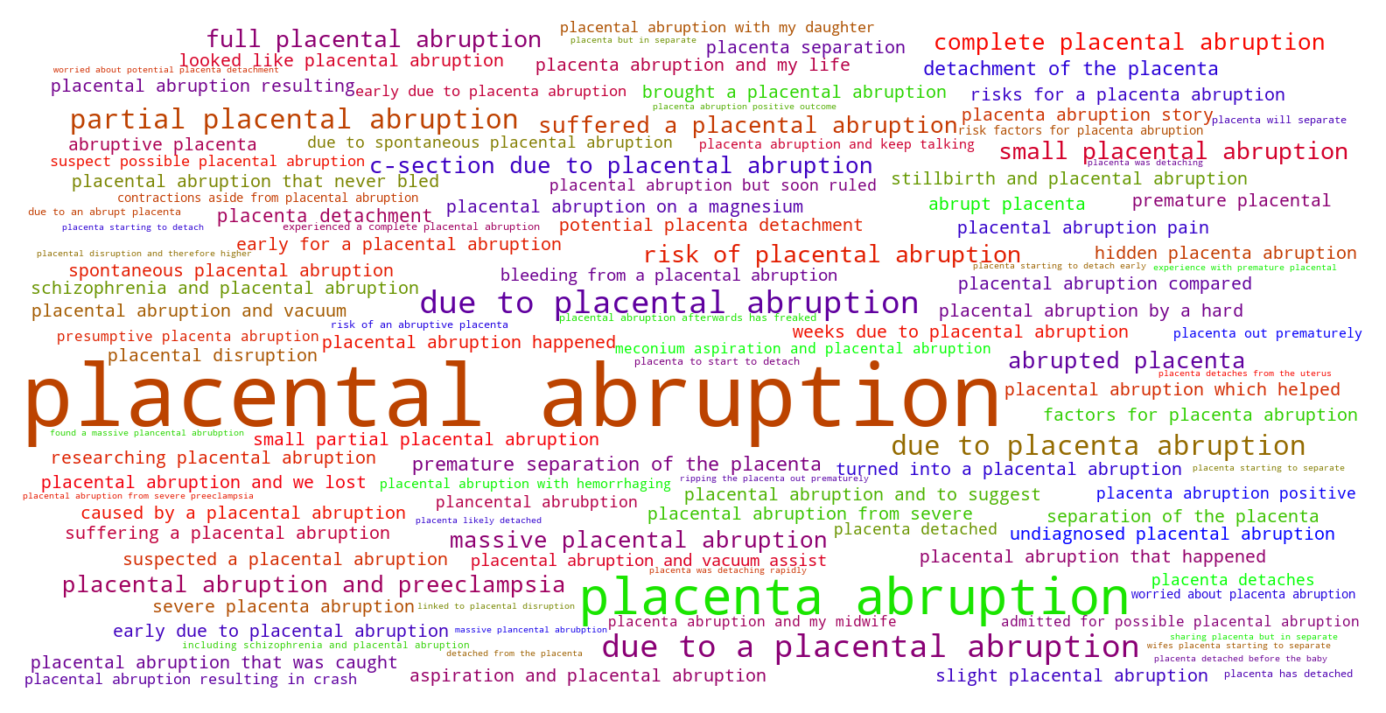 placental abruption with my daughter
full placental abruption
placenta but in separate
placenta separation
complete placental abruption
looked like placental abruption
placenta abruption and my life
detachment of the placenta
worried about potential placenta detachment
placental abruption resulting
early due to placenta abruption
brought a placental abruption
risks for a placenta abruption
placenta abruption positive outcome
partial placental abruption
suffered a placental abruption
placenta abruption story
placenta will separate
risk factors for placenta abruption
abruptive placenta
due to spontaneous placental abruption
placenta abruption and keep talking
small placental abruption
suspect possible placental abruption
c-section due to placental abruption
placenta was detaching
placental abruption that never bled
placental abruption but soon ruled
stillbirth and placental abruption
contractions aside from placental abruption
due to an abrupt placenta
placenta detachment
placental abruption on a magnesium
abrupt placenta
premature placental
placenta starting to detach
experienced a complete placental abruption
potential placenta detachment
placental abruption pain
early for a placental abruption
placental disruption and therefore higher
risk of placental abruption
hidden placenta abruption
spontaneous placental abruption
bleeding from a placental abruption
placenta starting to detach early
experience with premature placental
schizophrenia and placental abruption
due to placental abruption
placental abruption compared
placental abruption and vacuum
placental abruption by a hard
placental abruption afterwards has freaked
risk of an abruptive placenta
presumptive placenta abruption
placental abruption happened
weeks due to placental abruption
placenta out prematurely
meconium aspiration and placental abruption
placental disruption
placenta to start to detach
abrupted placenta
placental abruption
placenta detaches from the uterus
placental abruption which helped
factors for placenta abruption
found a massive plancental abrubption
small partial placental abruption
due to placenta abruption
researching placental abruption
premature separation of the placenta
turned into a placental abruption
placenta starting to separate
placental abruption and we lost
placental abruption with hemorrhaging
ripping the placenta out prematurely
placental abruption from severe preeclampsia
plancental abrubption
placental abruption and to suggest
placenta abruption positive
caused by a placental abruption
placenta likely detached
placental abruption from severe
separation of the placenta
suffering a placental abruption
massive placental abruption
placenta detached
undiagnosed placental abruption
suspected a placental abruption
placental abruption and vacuum assist
placental abruption that happened
placenta was detaching rapidly
placental abruption and preeclampsia
placenta abruption
placenta detaches
worried about placenta abruption
severe placenta abruption
linked to placental disruption
early due to placental abruption
massive plancental abrubption
placenta abruption and my midwife
admitted for possible placental abruption
due to a placental abruption
sharing placenta but in separate
including schizophrenia and placental abruption
wifes placenta starting to separate
detached from the placenta
placental abruption that was caught
placenta detached before the baby
placental abruption resulting in crash
aspiration and placental abruption
slight placental abruption
placenta has detached